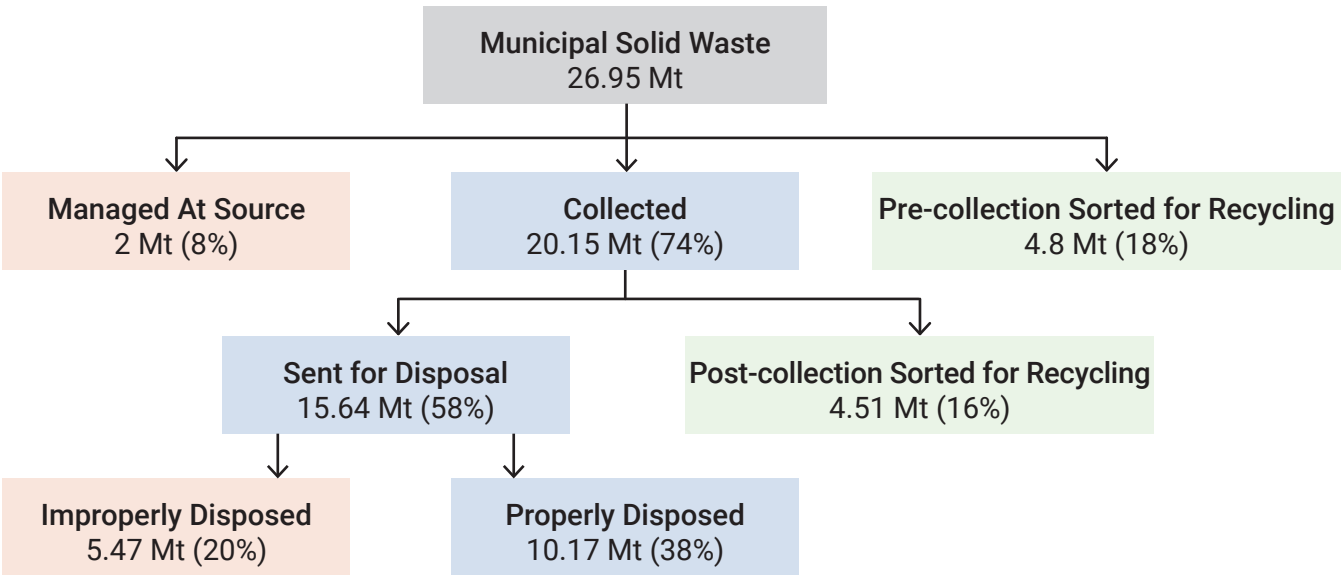 Municipal Solid Waste
26.95 Mt
Managed At Source
2 Mt (8%)
Collected
20.15 Mt (74%)
Pre-collection Sorted for Recycling
4.8 Mt (18%)
Sent for Disposal
15.64 Mt (58%)
Post-collection Sorted for Recycling
4.51 Mt (16%)
Improperly Disposed
5.47 Mt (20%)
Properly Disposed
10.17 Mt (38%)